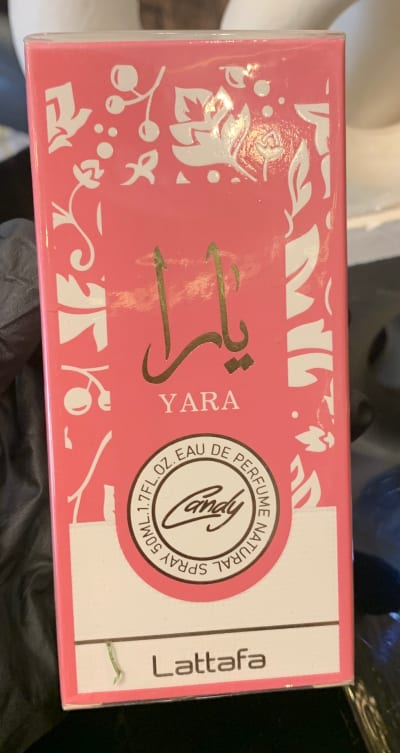 يارا
YARA
50ML.1.7FL.OZ.EAU DE PERFUME NATURAL SPRAY
Candy
Lattafa